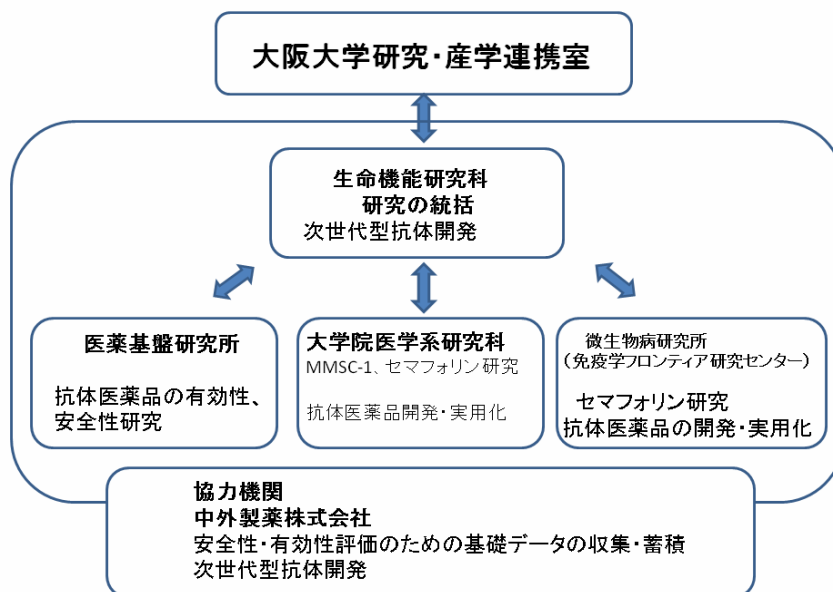 大阪大学研究・産学連携室
生命機能研究科
研究の統括
次世代型抗体開発
医薬基盤研究所
抗体医薬品の有効性、
安全性研究
大学院医学系研究科
MMSC-1、セマフォリン研究
抗体医薬品開発・実用化
微生物病研究所
（免疫学フロンティア研究センター）
セマフォリン研究
抗体医薬品の開発・実用化
協力機関
中外製薬株式会社
安全性・有効性評価のための基礎データの収集・蓄積
次世代型抗体開発